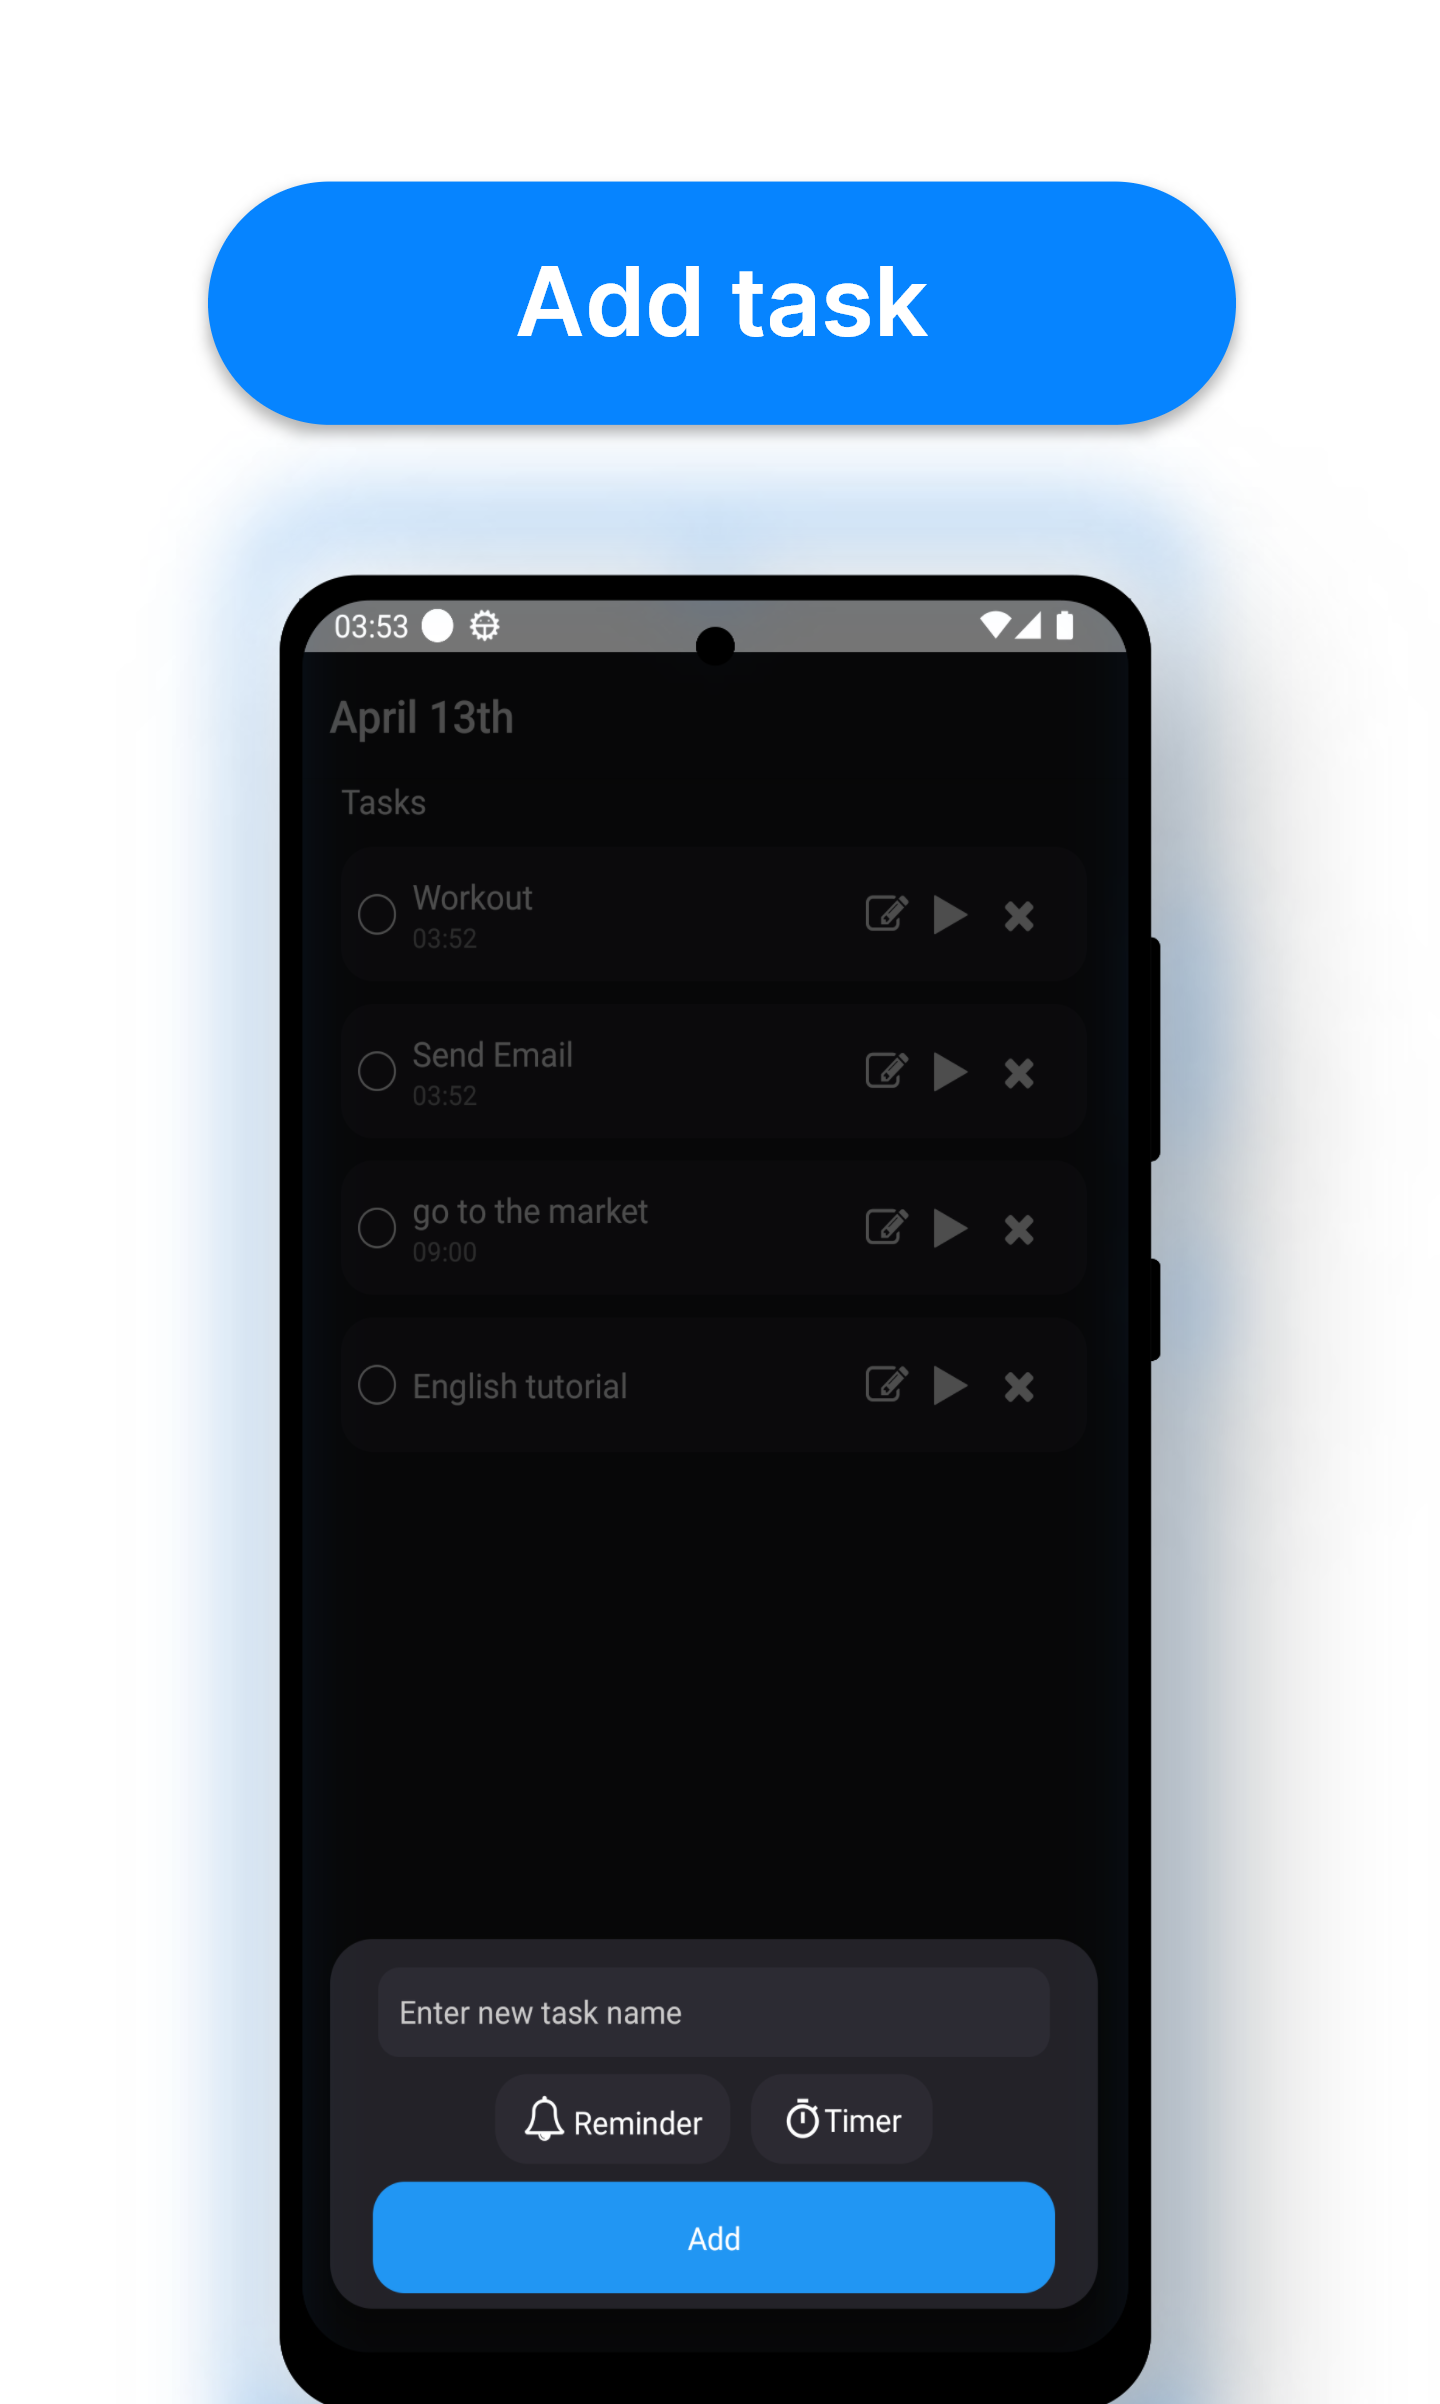 Add task
03:53
April 13th
Tasks
Workout
03:52
Send Email
03:52
go to the market
09:00
English tutorial
Enter new task name
Reminder
Timer
Add